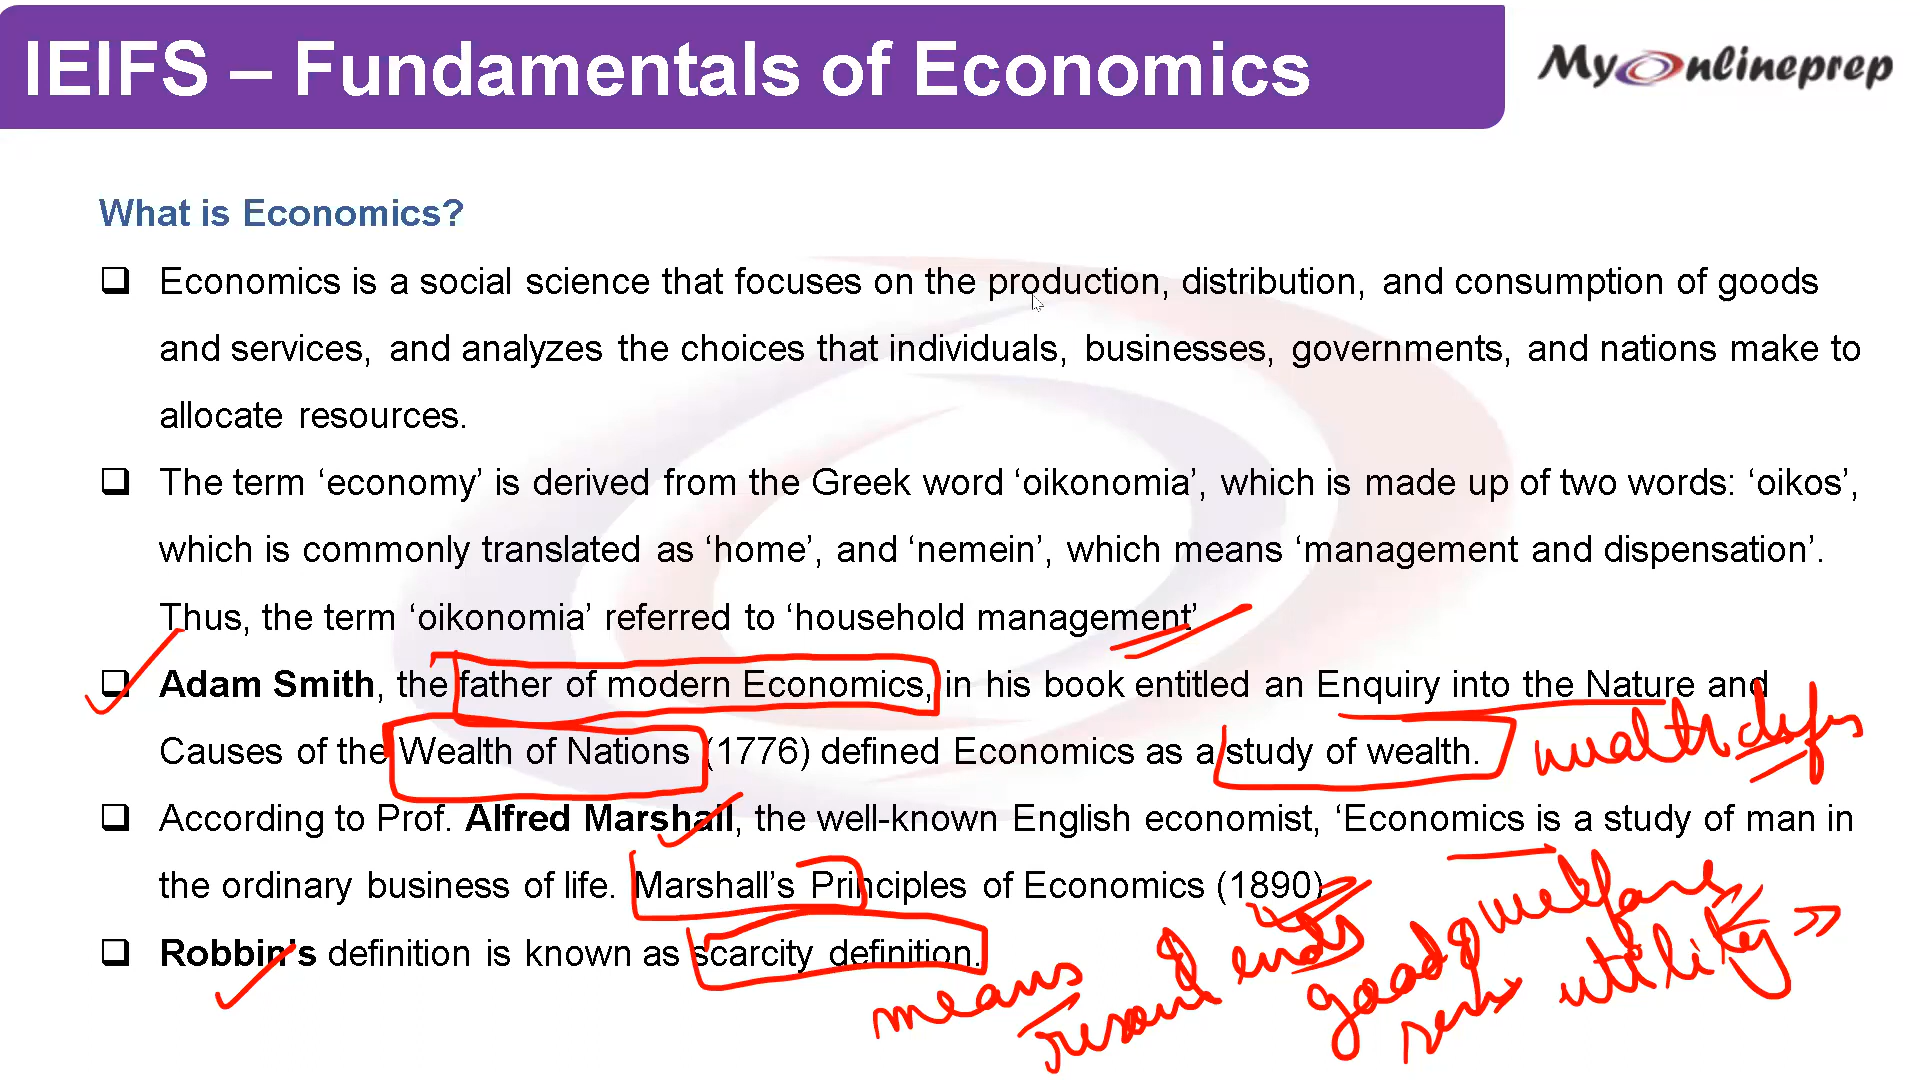 IEIFS – Fundamentals of Economics
MyOnlineprep
What is Economics?
❑ Economics is a social science that focuses on the production, distribution, and consumption of goods
and services, and analyzes the choices that individuals, businesses, governments, and nations make to
allocate resources.
❑ The term ‘economy’ is derived from the Greek word ‘oikonomia’, which is made up of two words: ‘oikos’,
which is commonly translated as ‘home’, and ‘nemein’, which means ‘management and dispensation’.
Thus, the term ‘oikonomia’ referred to ‘household management’
❑ Adam Smith, the father of modern Economics, in his book entitled an Enquiry into the Nature and
Causes of the Wealth of Nations (1776) defined Economics as a study of wealth.
wealth
❑ According to Prof. Alfred Marshall, the well-known English economist, ‘Economics is a study of man in
the ordinary business of life. Marshall’s Principles of Economics (1890)
welfare
❑ Robbin’s definition is known as scarcity definition.
means & ends goods utility